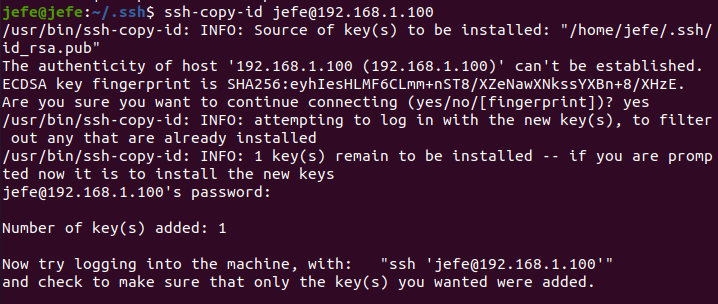 jefe@jefe:~/.ssh$ ssh-copy-id jefe@192.168.1.100
/usr/bin/ssh-copy-id: INFO: Source of key(s) to be installed: "/home/jefe/.ssh/
id_rsa.pub"
The authenticity of host '192.168.1.100 (192.168.1.100)' can't be established.
ECDSA key fingerprint is SHA256:eyhIesHLMF6CLmm+nST8/XZeNawXNkssYXBn+8/XHzE.
Are you sure you want to continue connecting (yes/no/[fingerprint])? yes
/usr/bin/ssh-copy-id: INFO: attempting to log in with the new key(s), to filter
 out any that are already installed
/usr/bin/ssh-copy-id: INFO: 1 key(s) remain to be installed -- if you are promp
ted now it is to install the new keys
jefe@192.168.1.100's password:
Number of key(s) added: 1
Now try logging into the machine, with:   "ssh 'jefe@192.168.1.100'"
and check to make sure that only the key(s) you wanted were added.